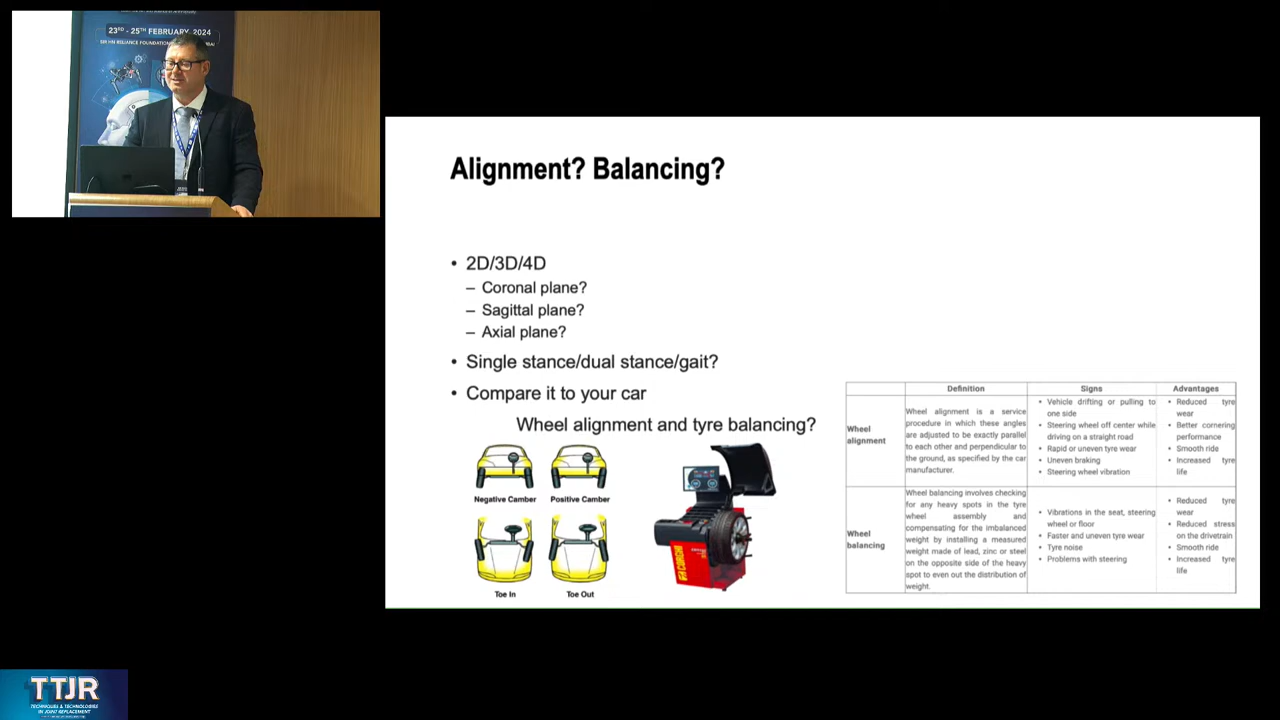 23RD - 25TH FEBRUARY, 2024
SIR HN RELIANCE FOUNDATION
Alignment? Balancing?
• 2D/3D/4D
– Coronal plane?
– Sagittal plane?
– Axial plane?
• Single stance/dual stance/gait?
• Compare it to your car
Wheel alignment and tyre balancing?
Negative Camber
Positive Camber
Toe In
Toe Out
Definition
Signs
Advantages
Wheel
alignment
Wheel alignment is a service
procedure in which these angles
are adjusted to be exactly parallel
to each other and perpendicular to
the ground, as specified by the car
manufacturer.
• Vehicle drifting or pulling to
one side
• Steering wheel off center while
driving on a straight road
• Rapid or uneven tyre wear
• Uneven braking
• Steering wheel vibration
• Reduced tyre
wear
• Better cornering
performance
• Smooth ride
• Increased tyre
life
Wheel
balancing
Wheel balancing involves checking
for any heavy spots in the tyre
wheel assembly and
compensating for the imbalanced
weight by installing a measured
weight made of lead, zinc or steel
on the opposite side of the heavy
spot to even out the distribution of
weight.
• Vibrations in the seat, steering
wheel or floor
• Faster and uneven tyre wear
• Tyre noise
• Problems with steering
• Reduced tyre
wear
• Reduced stress
on the drivetrain
• Smooth ride
• Increased tyre
life
TTJR
TECHNIQUES & TECHNOLOGIES
IN JOINT REPLACEMENT